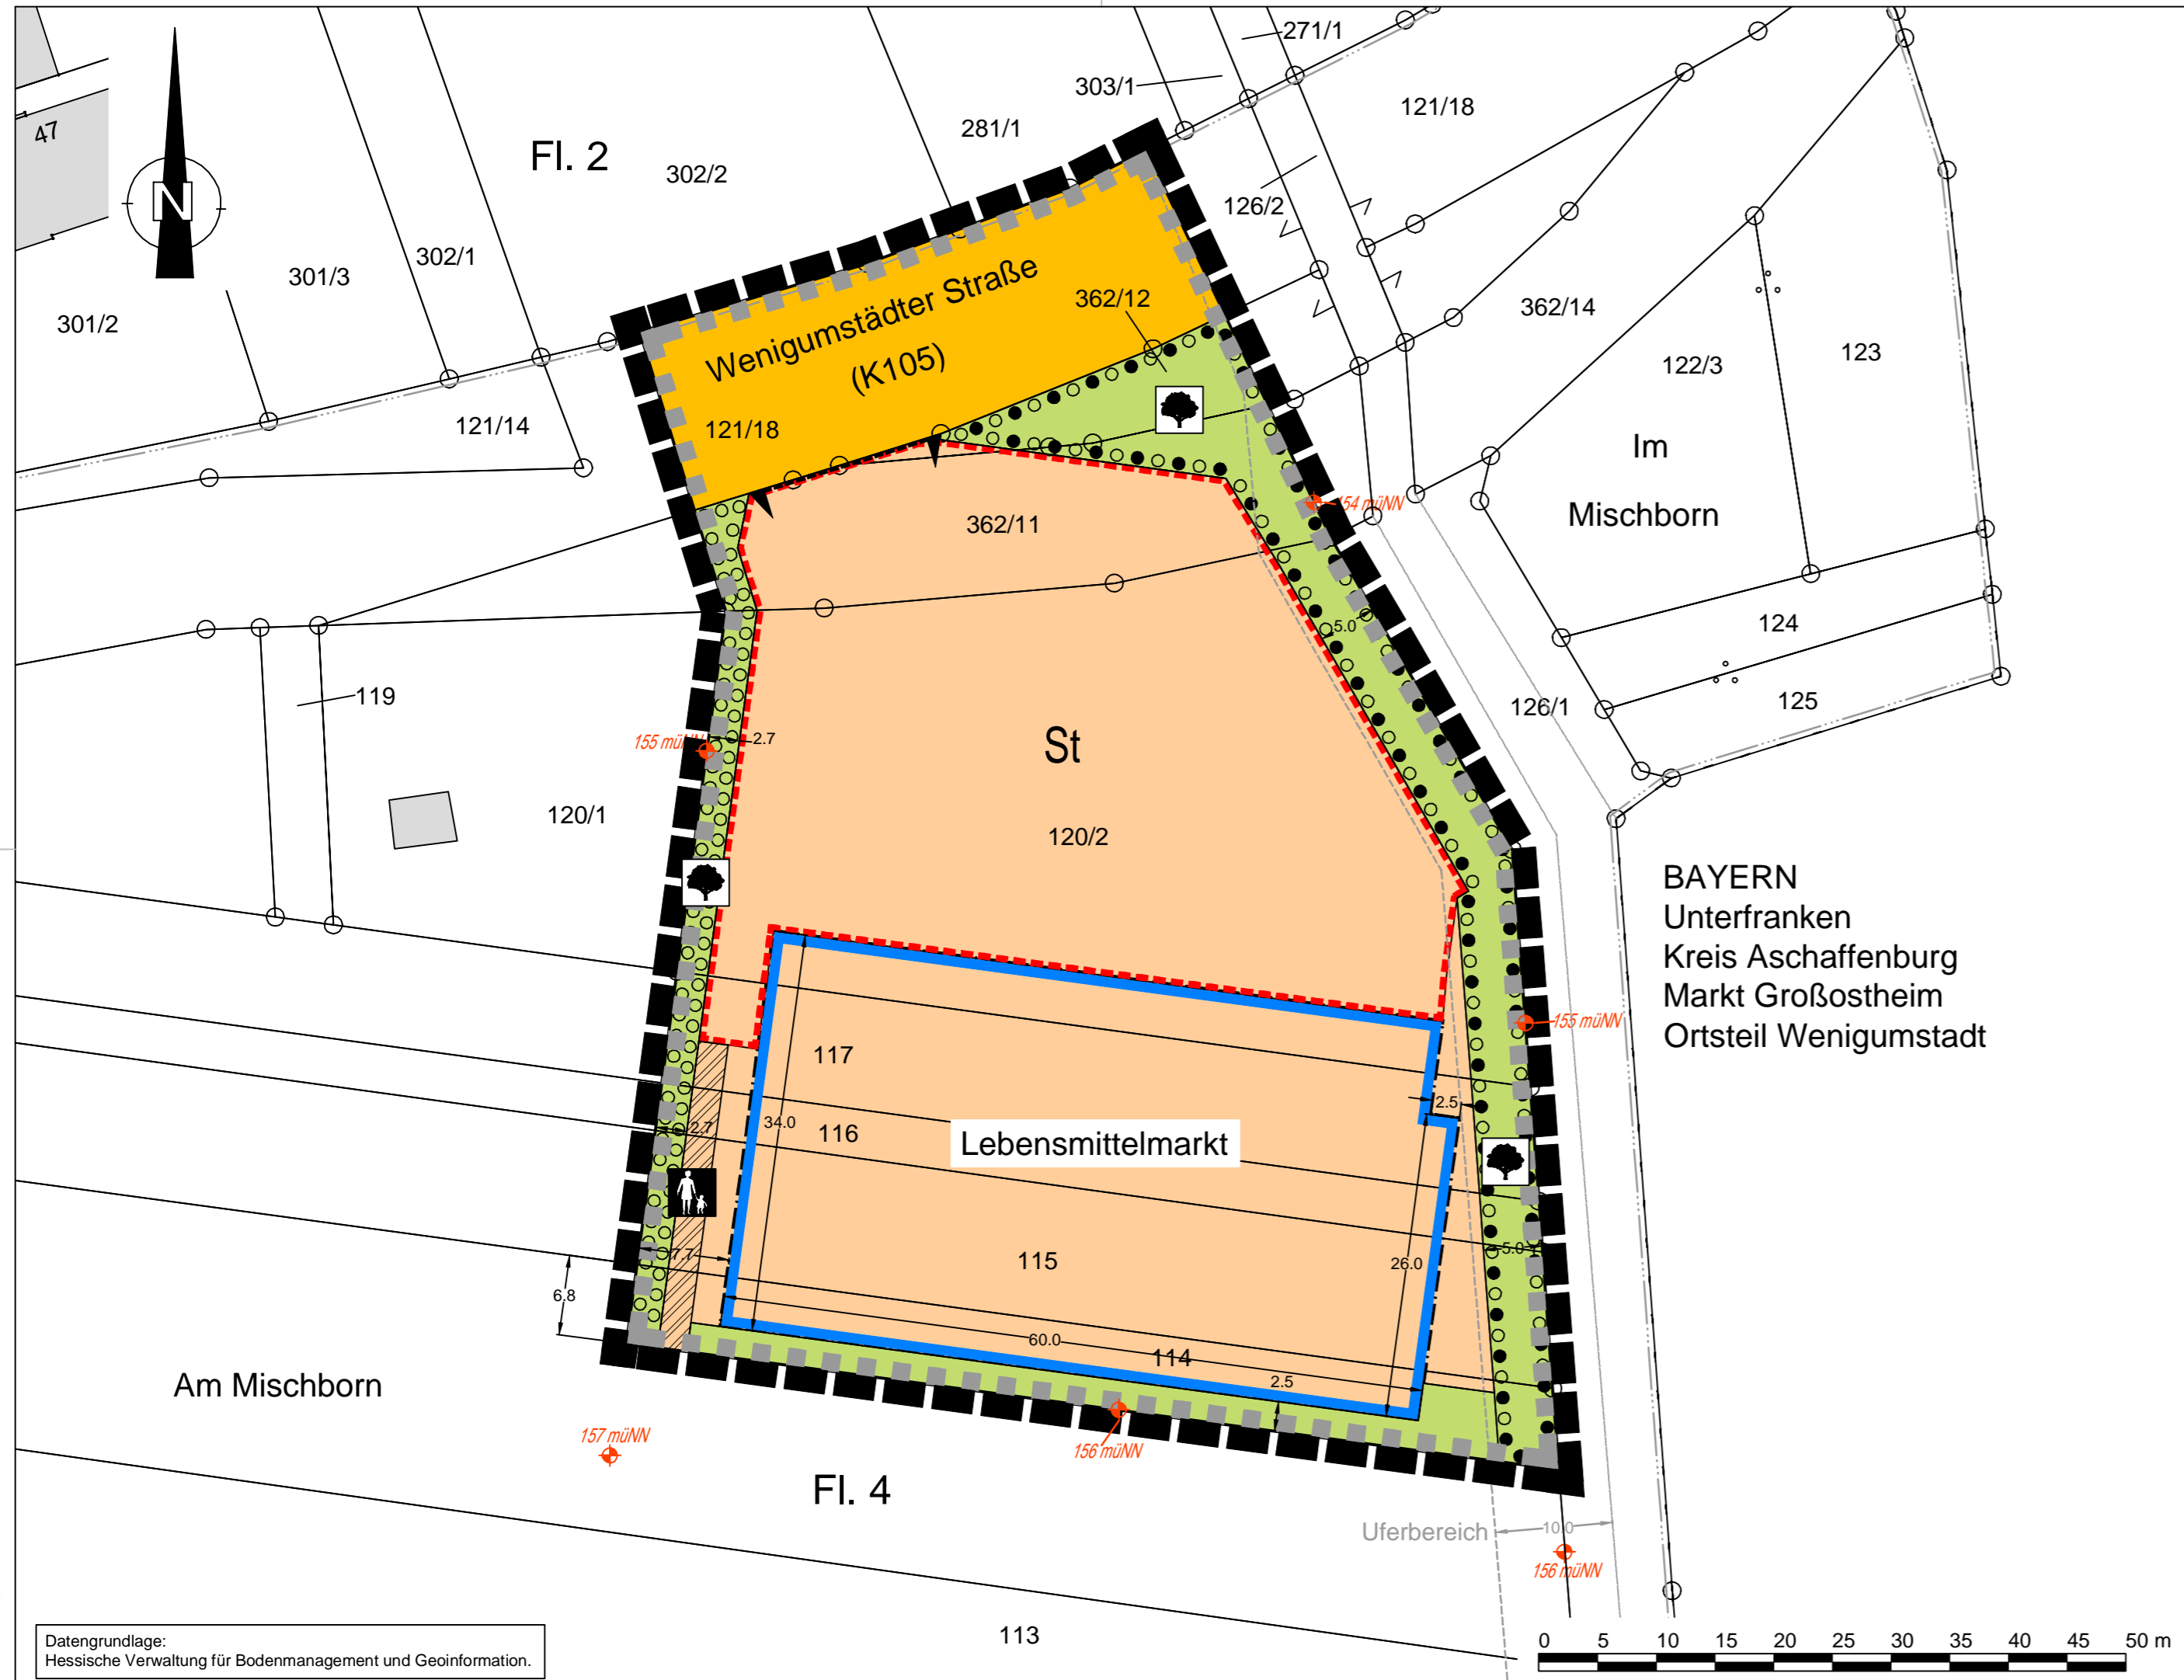 271/1
303/1
47
281/1
121/18
Fl. 2
302/2
N
126/2
302/1
301/3
301/2
Wenigumstädter Straße
(K105)
362/12
362/14
122/3
123
121/14
121/18
Im
Mischborn
154 müNN
362/11
5.0
124
119
126/1
125
155 müNN
2.7
St
120/1
120/2
BAYERN
Unterfranken
Kreis Aschaffenburg
Markt Großostheim
Ortsteil Wenigumstadt
155 müNN
117
2.5
34.0
116
2.7
Lebensmittelmarkt
7.7
115
26.0
5.0
6.8
60.0
114
2.5
Am Mischborn
157 müNN
156 müNN
Fl. 4
Uferbereich
10.0
156 müNN
113
Datengrundlage:
Hessische Verwaltung für Bodenmanagement und Geoinformation.
0 5 10 15 20 25 30 35 40 45 50 m